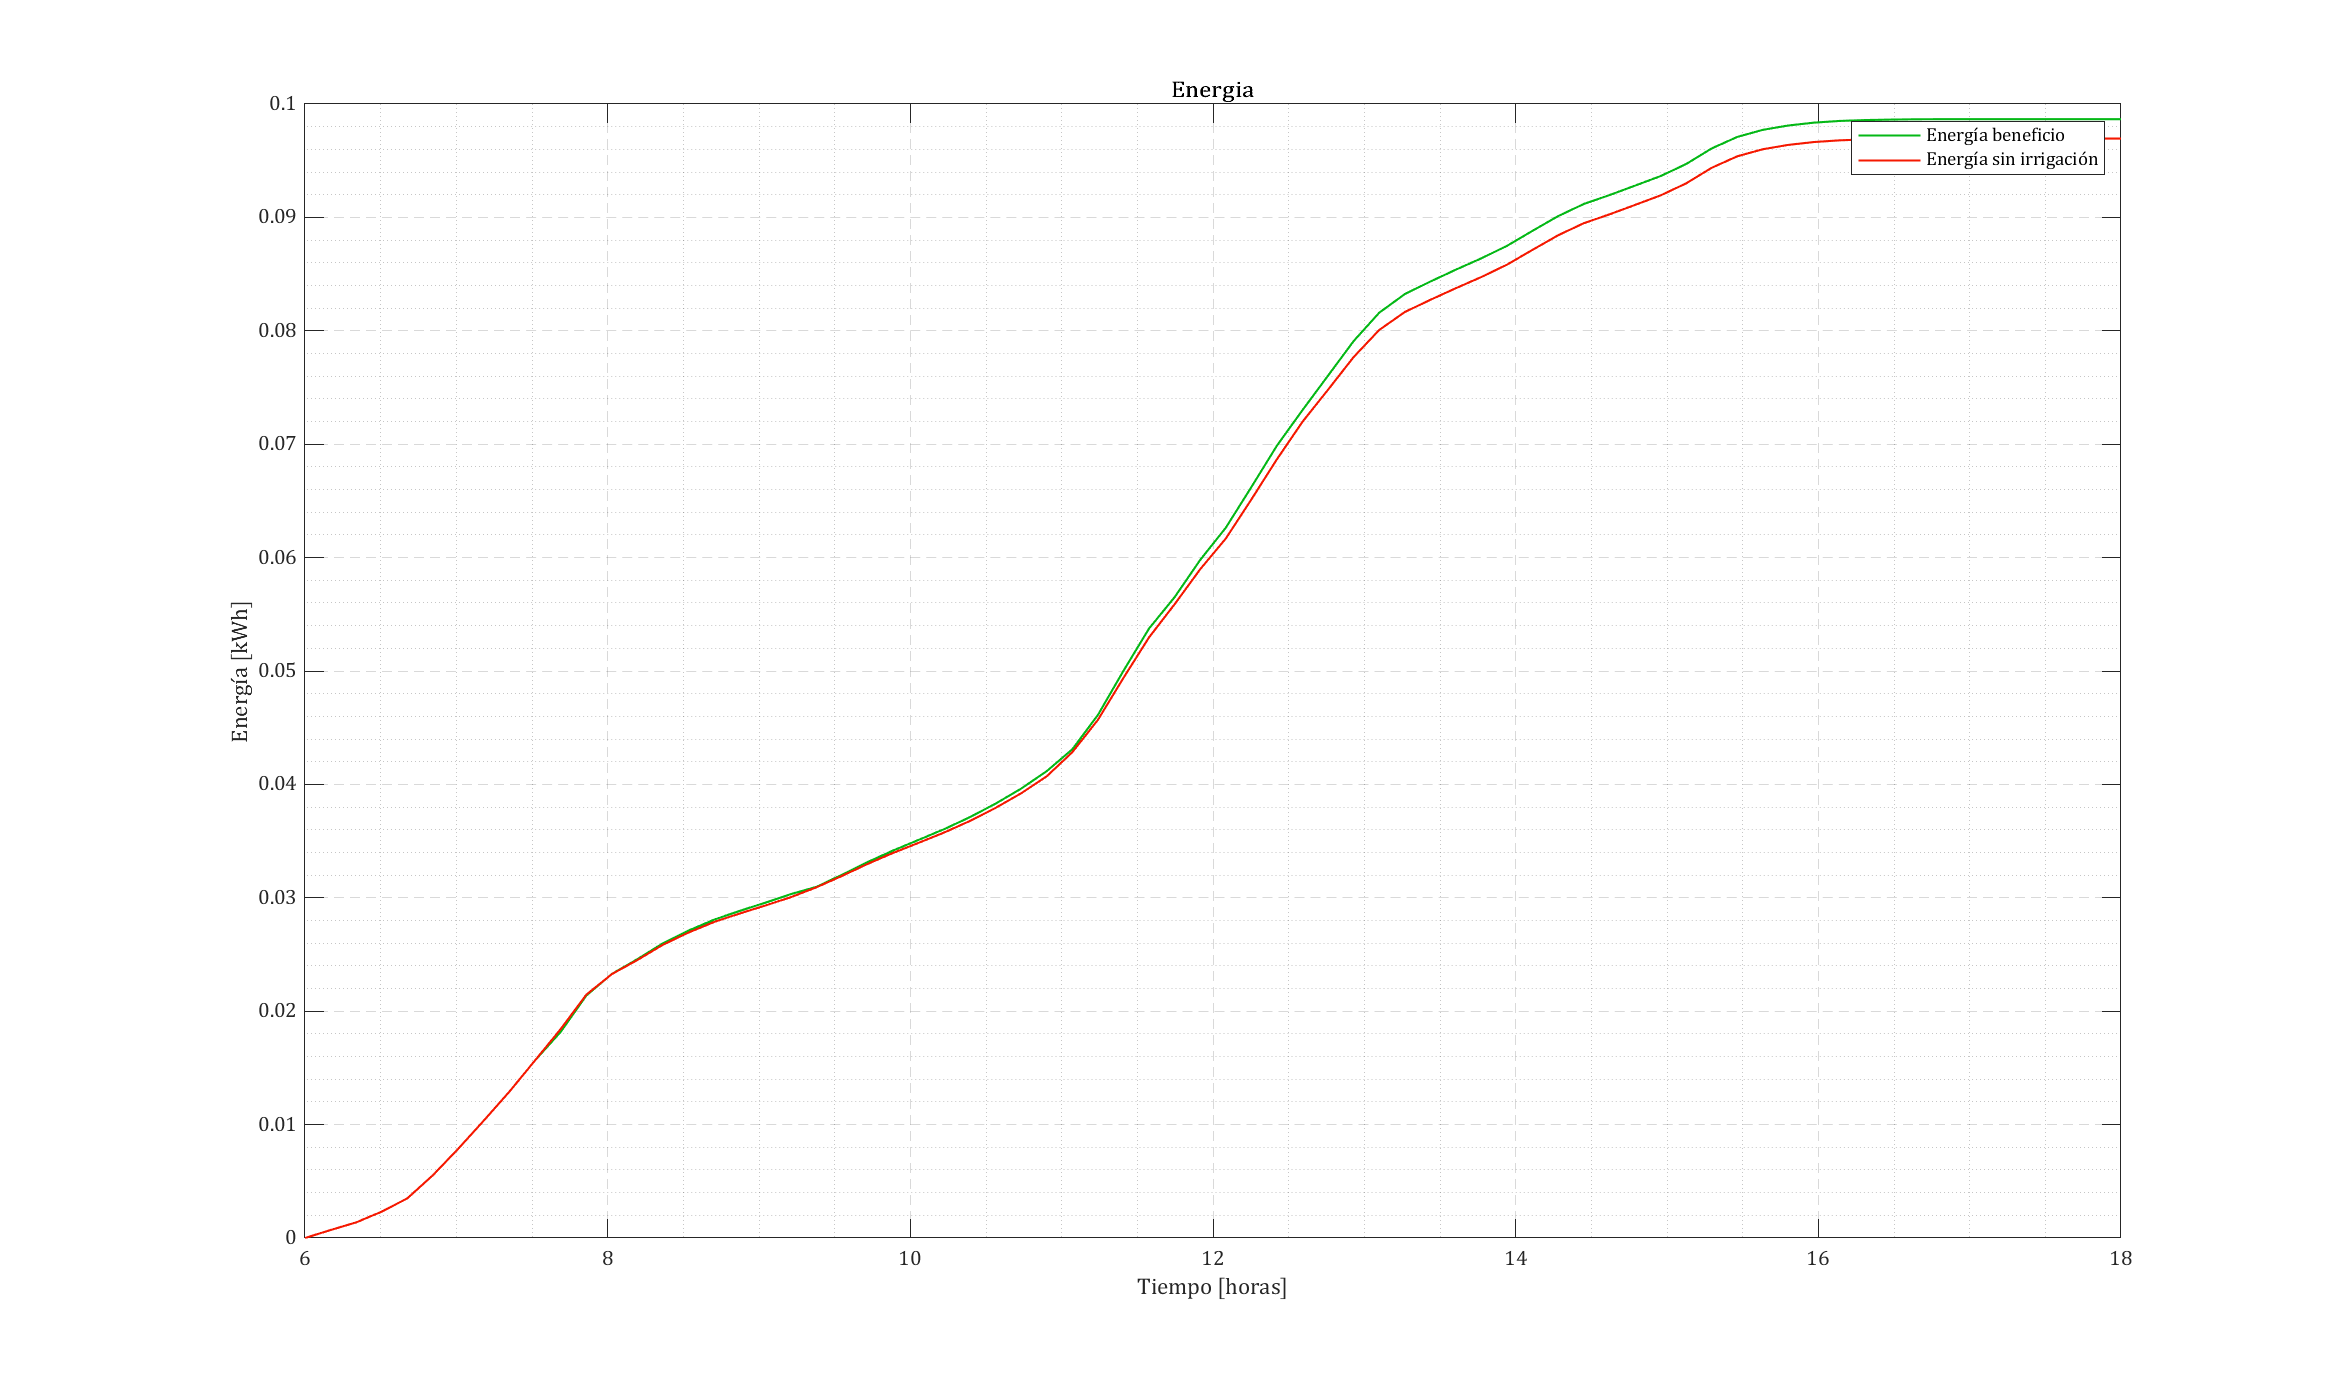 Energia
0.1
0.09
0.08
0.07
0.06
0.05
0.04
0.03
0.02
0.01
0
Energía [kWh]
Energía beneficio
Energía sin irrigación
6 8 10 12 14 16 18
Tiempo [horas]